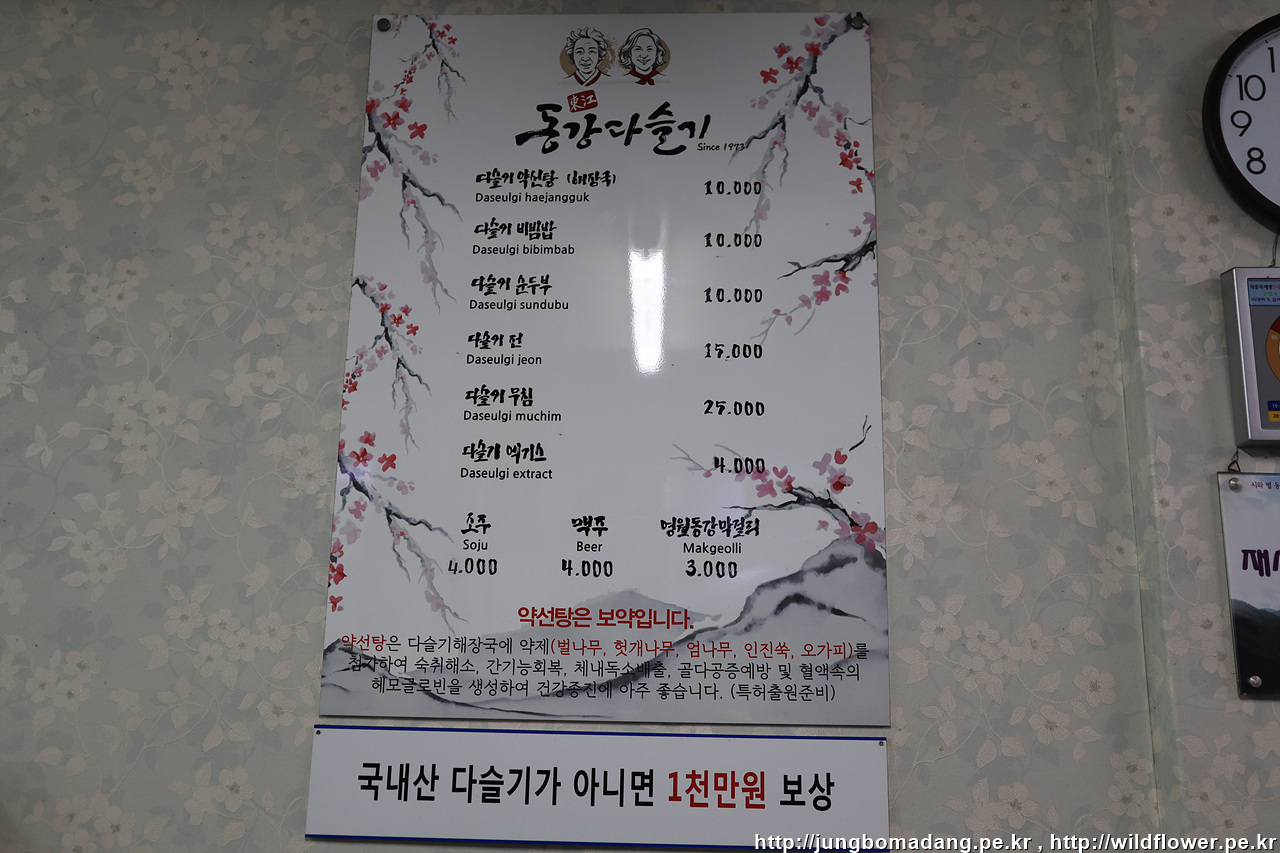 東江
동강다슬기
Since 1973
다슬기 약선탕 (해장국) 10.000
Daseulgi haejangguk
다슬기 비빔밥 10.000
Daseulgi bibimbab
다슬기 순두부 10.000
Daseulgi sundubu
다슬기 전 15.000
Daseulgi jeon
다슬기 무침 25.000
Daseulgi muchim
다슬기 엑기스 4.000
Daseulgi extract
소주 맥주 명월동강막걸리
Soju Beer Makgeolli
4.000 4.000 3.000
약선탕은 보약입니다.
약선탕은 다슬기해장국에 약제(벌나무, 헛개나무, 엄나무, 인진쑥, 오가피)를
첨가하여 숙취해소, 간기능회복, 체내독소배출, 골다공증예방 및 혈액속의
헤모글로빈을 생성하여 건강증진에 아주 좋습니다. (특허출원준비)
국내산 다슬기가 아니면 1천만원 보상
10
9
8
http://jungbomadang.pe.kr , http://wildflower.pe.kr